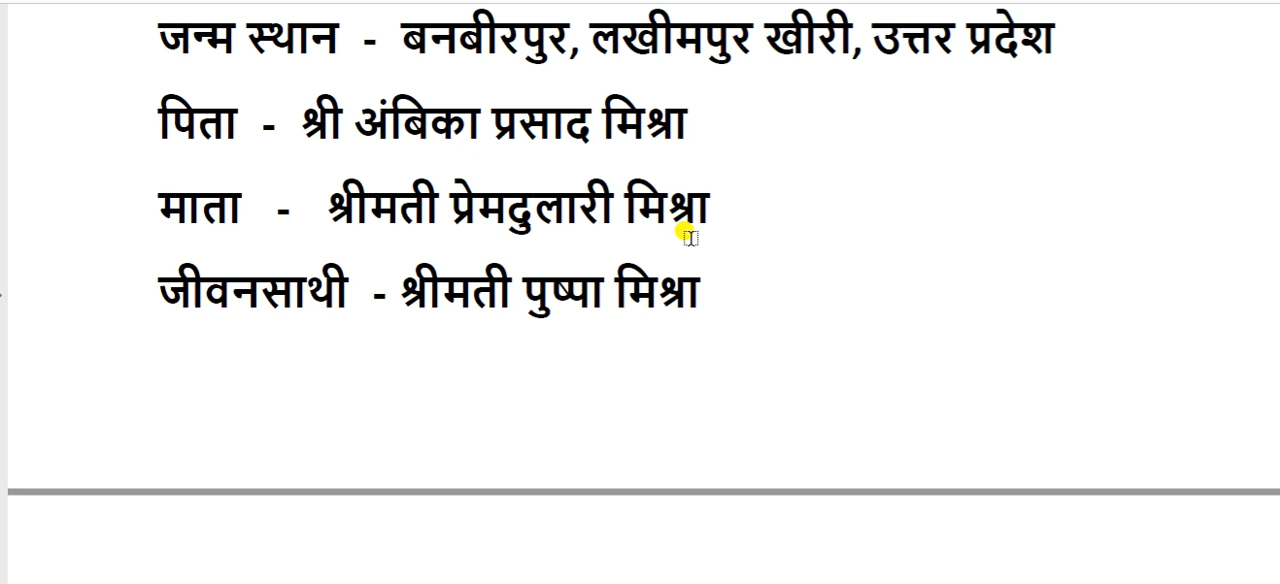 जन्म स्थान - बनबीरपुर, लखीमपुर खीरी, उत्तर प्रदेश
पिता - श्री अंबिका प्रसाद मिश्रा
माता - श्रीमती प्रेमदुलारी मिश्रा
जीवनसाथी - श्रीमती पुष्पा मिश्रा